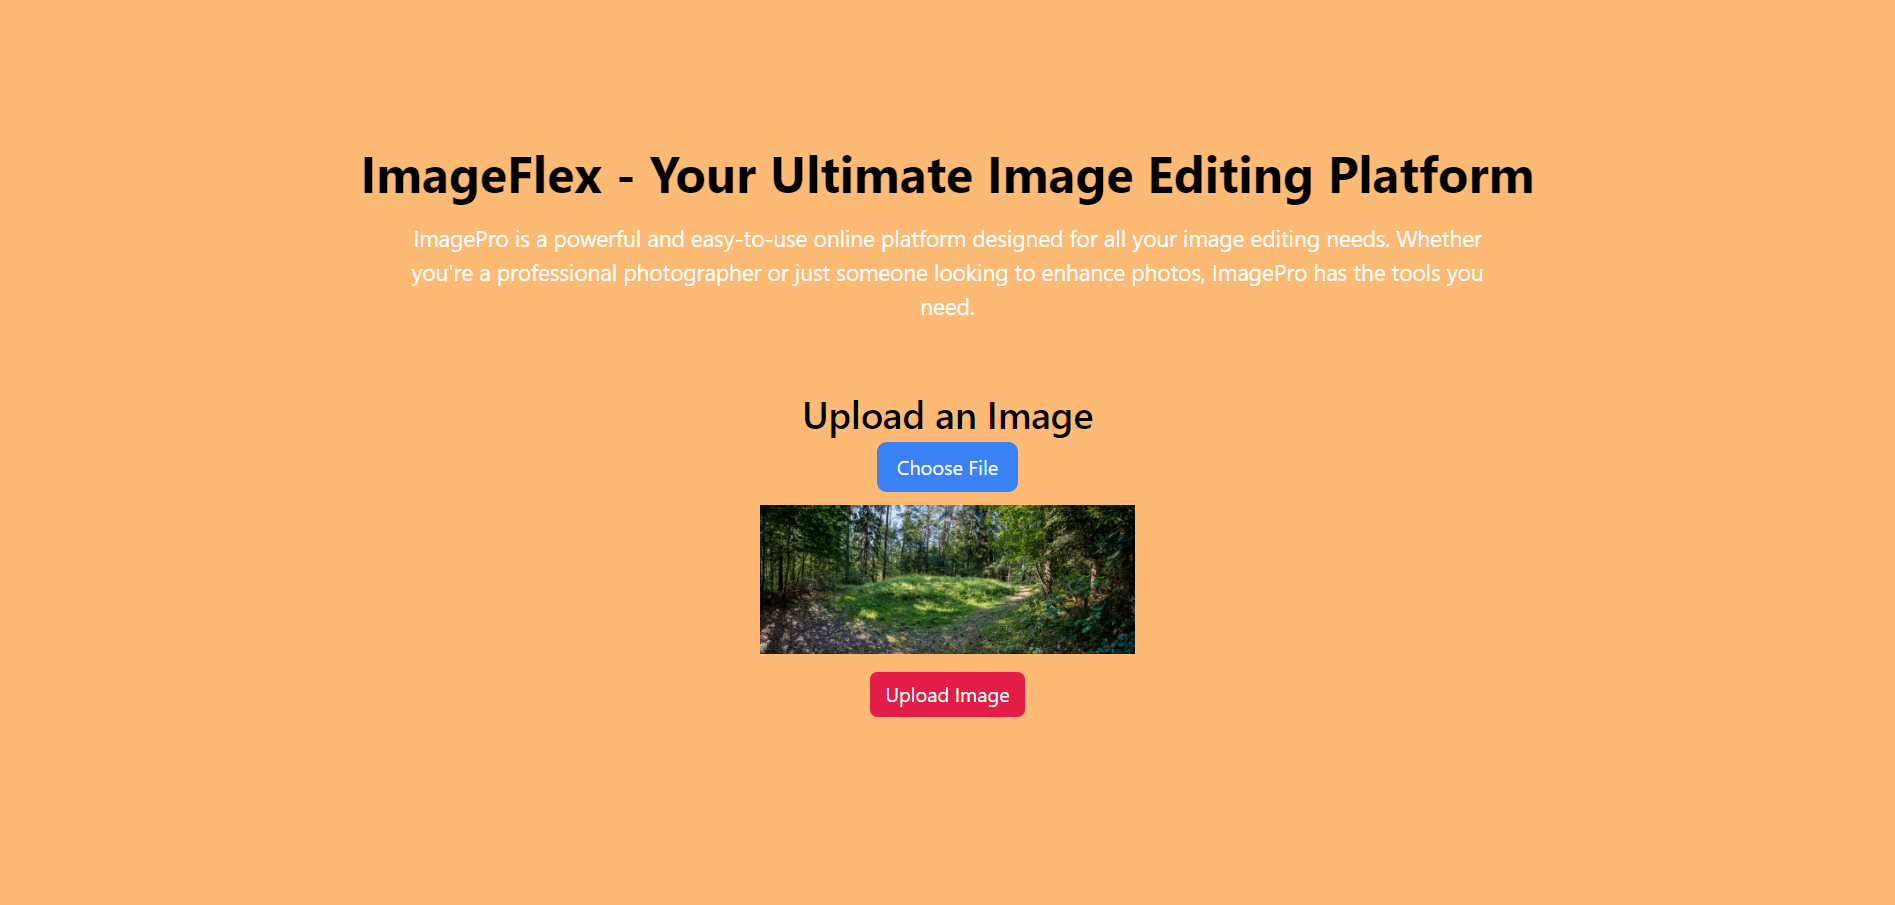 ImageFlex - Your Ultimate Image Editing Platform
ImagePro is a powerful and easy-to-use online platform designed for all your image editing needs. Whether
you're a professional photographer or just someone looking to enhance photos, ImagePro has the tools you
need.
Upload an Image
Choose File
Upload Image